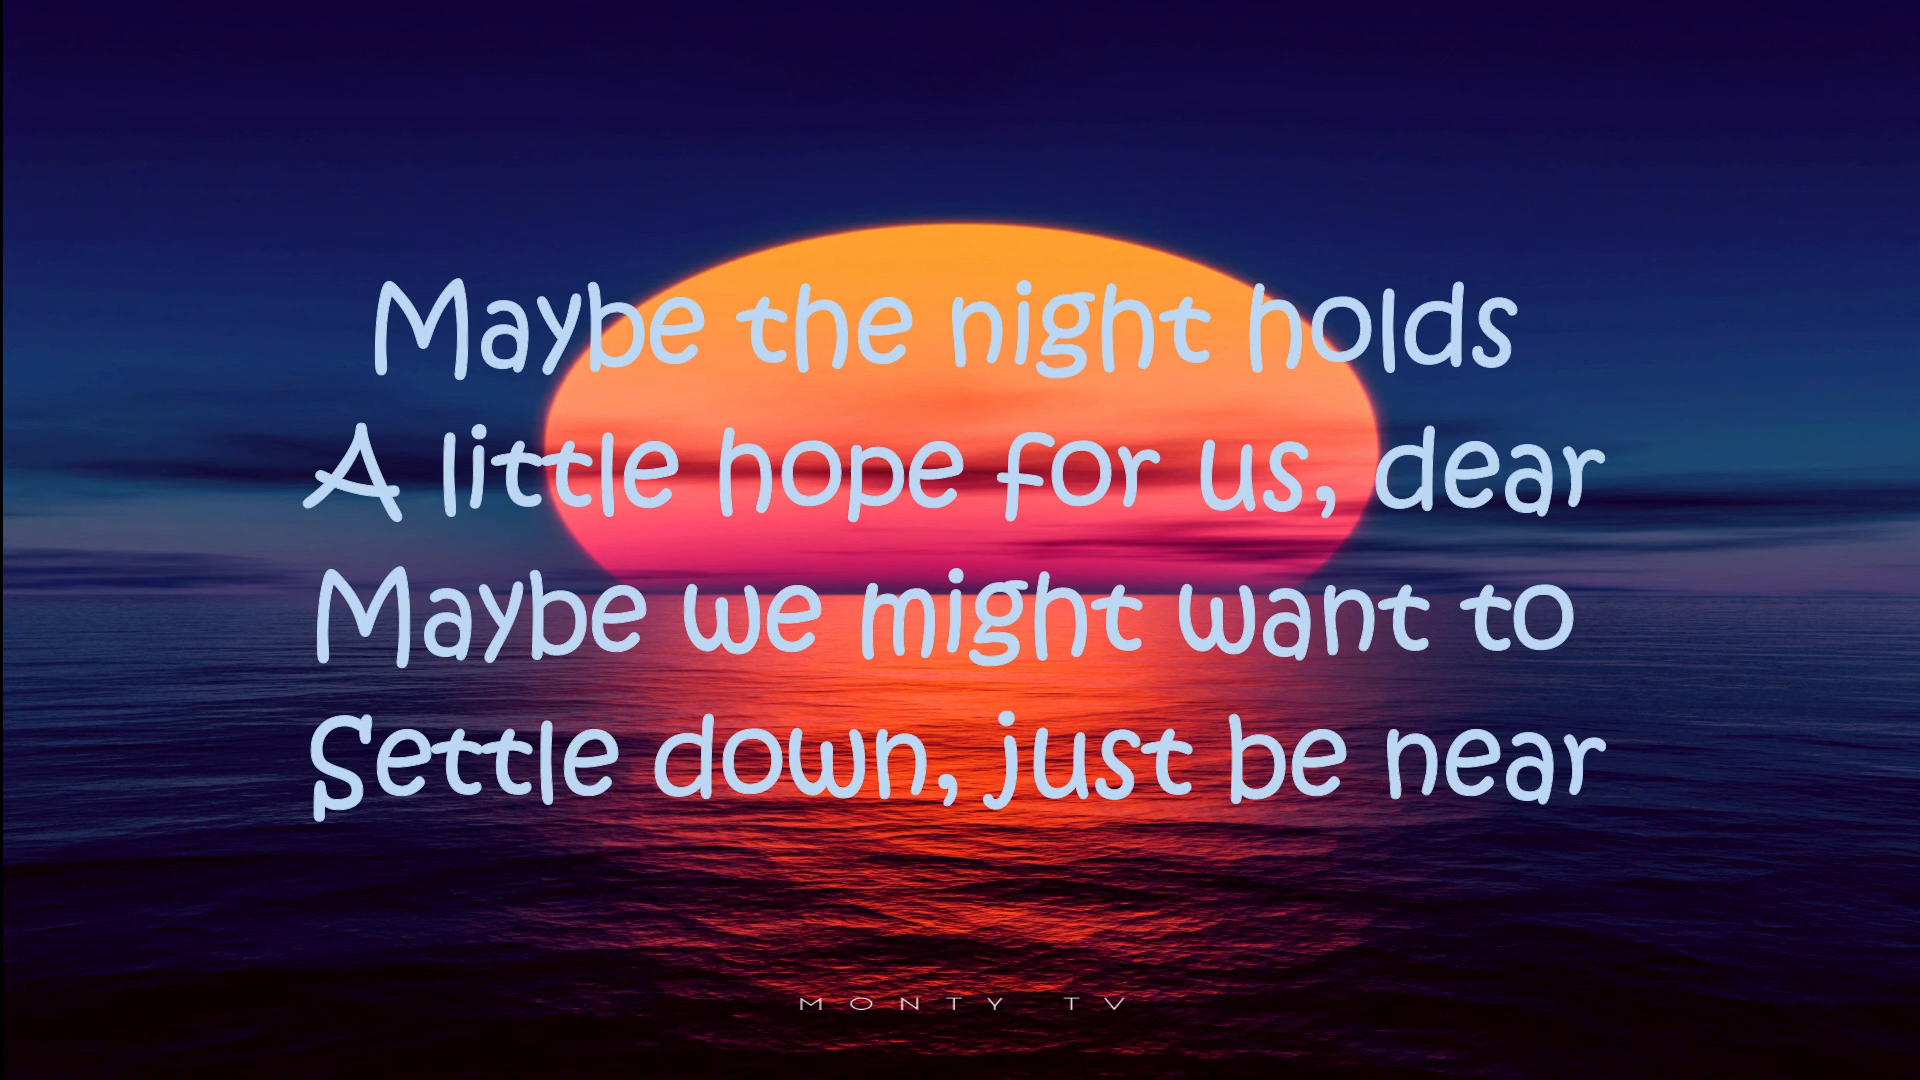 Maybe the night holds
A little hope for us, dear
Maybe we might want to
Settle down, just be near
MONTY TV